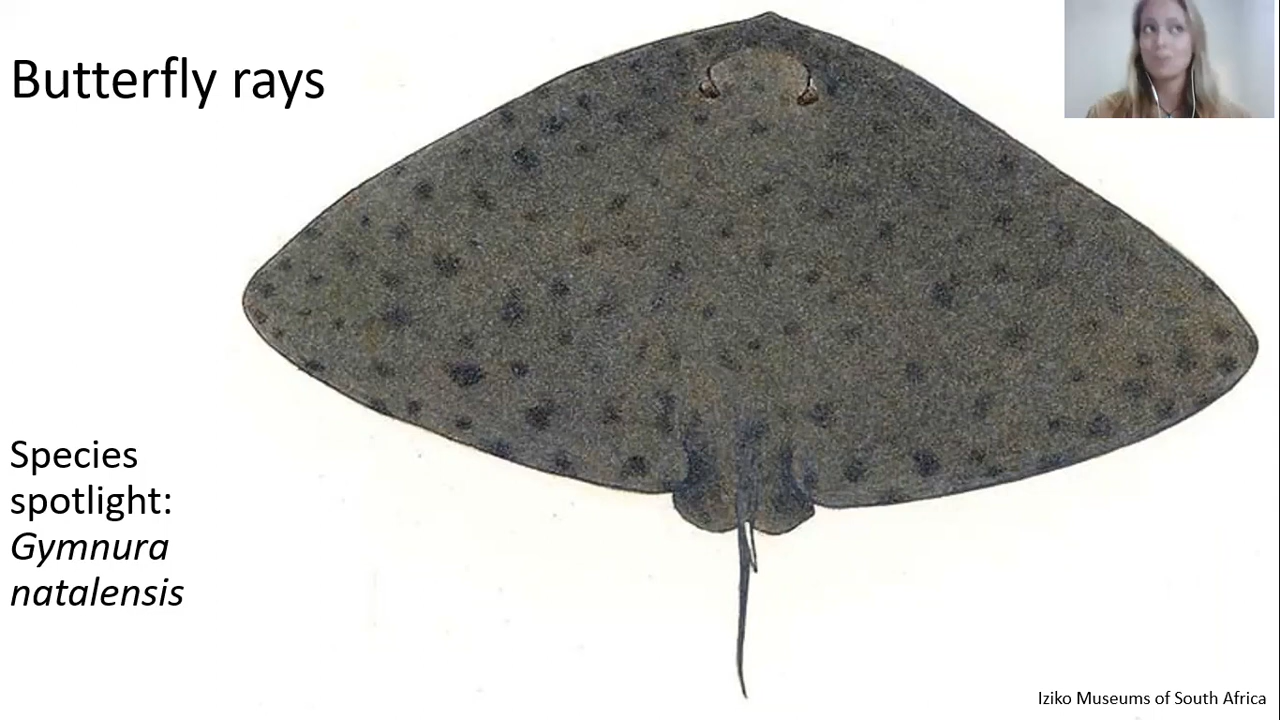 Butterfly rays
Species
spotlight:
Gymnura
natalensis
Iziko Museums of South Africa